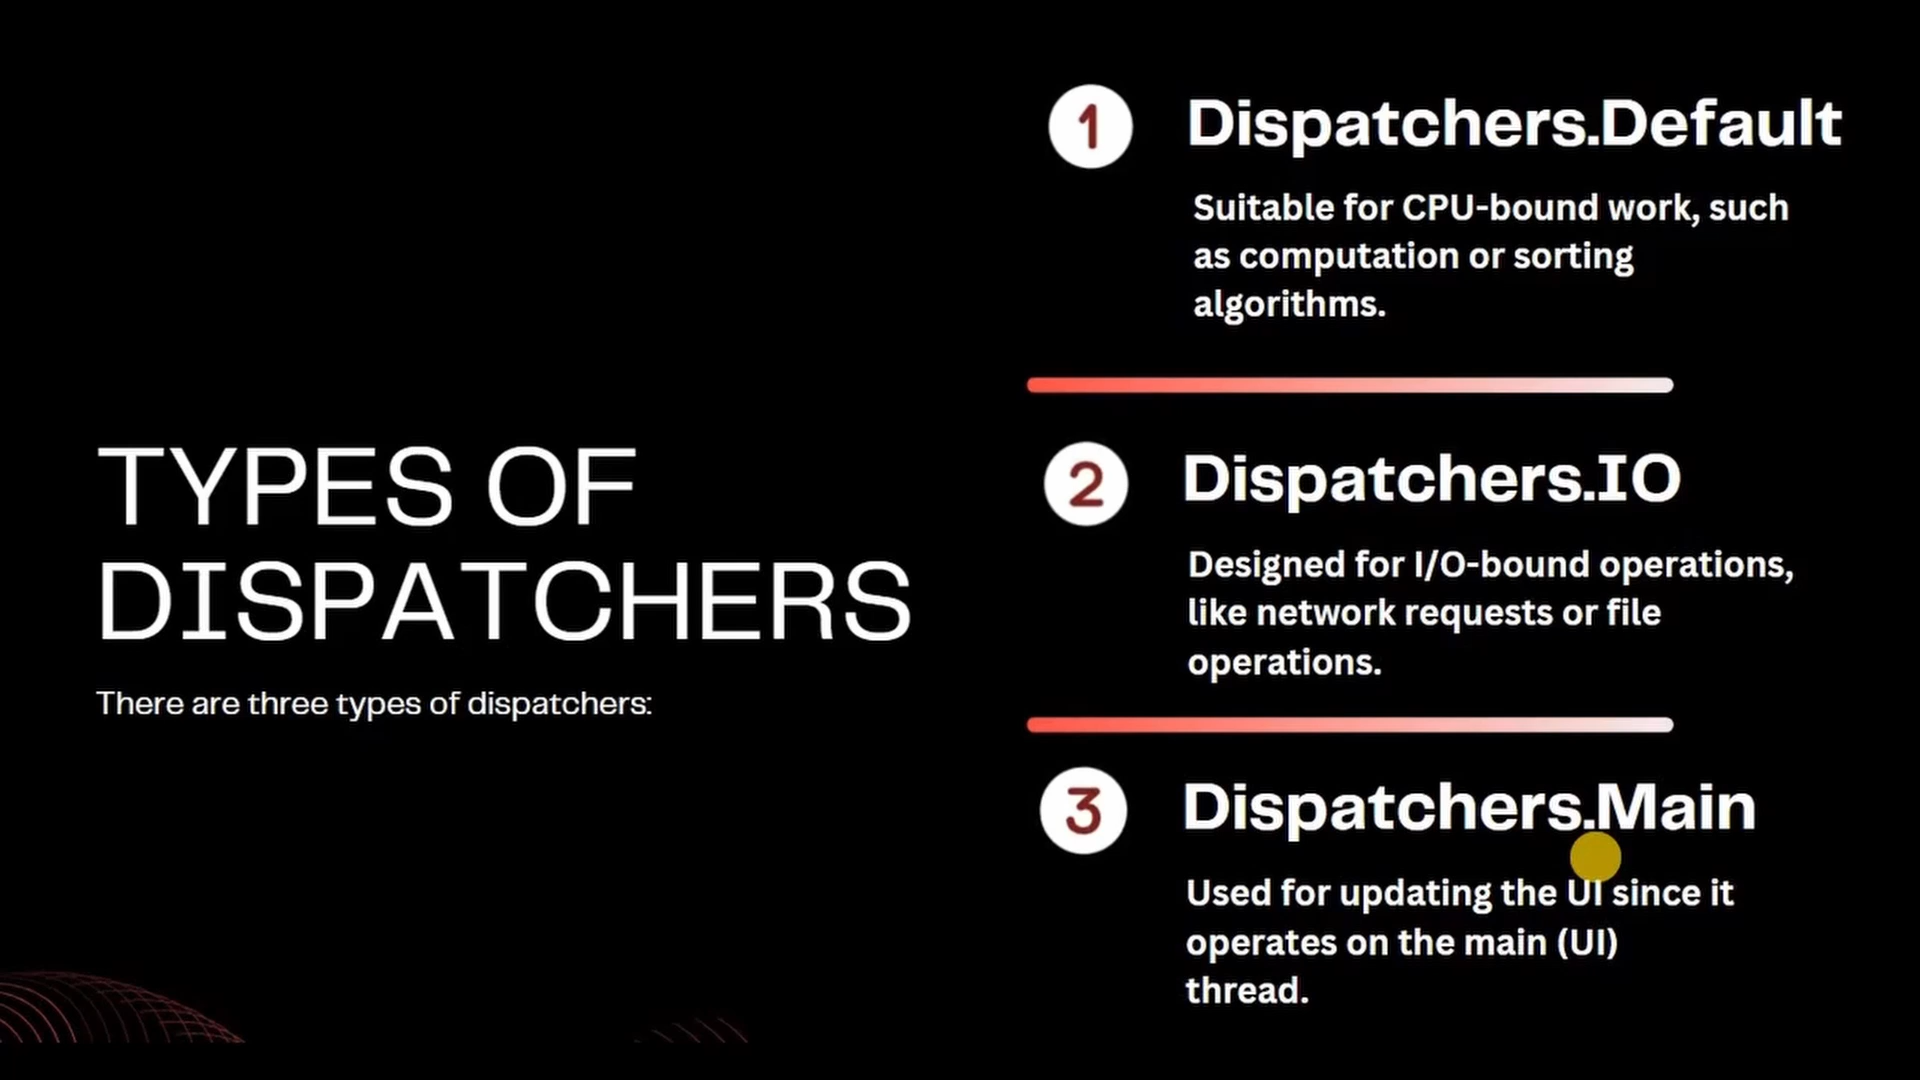 TYPES OF
DISPATCHERS
There are three types of dispatchers:
1
Dispatchers.Default
Suitable for CPU-bound work, such
as computation or sorting
algorithms.
2
Dispatchers.IO
Designed for I/O-bound operations,
like network requests or file
operations.
3
Dispatchers.Main
Used for updating the UI since it
operates on the main (UI)
thread.